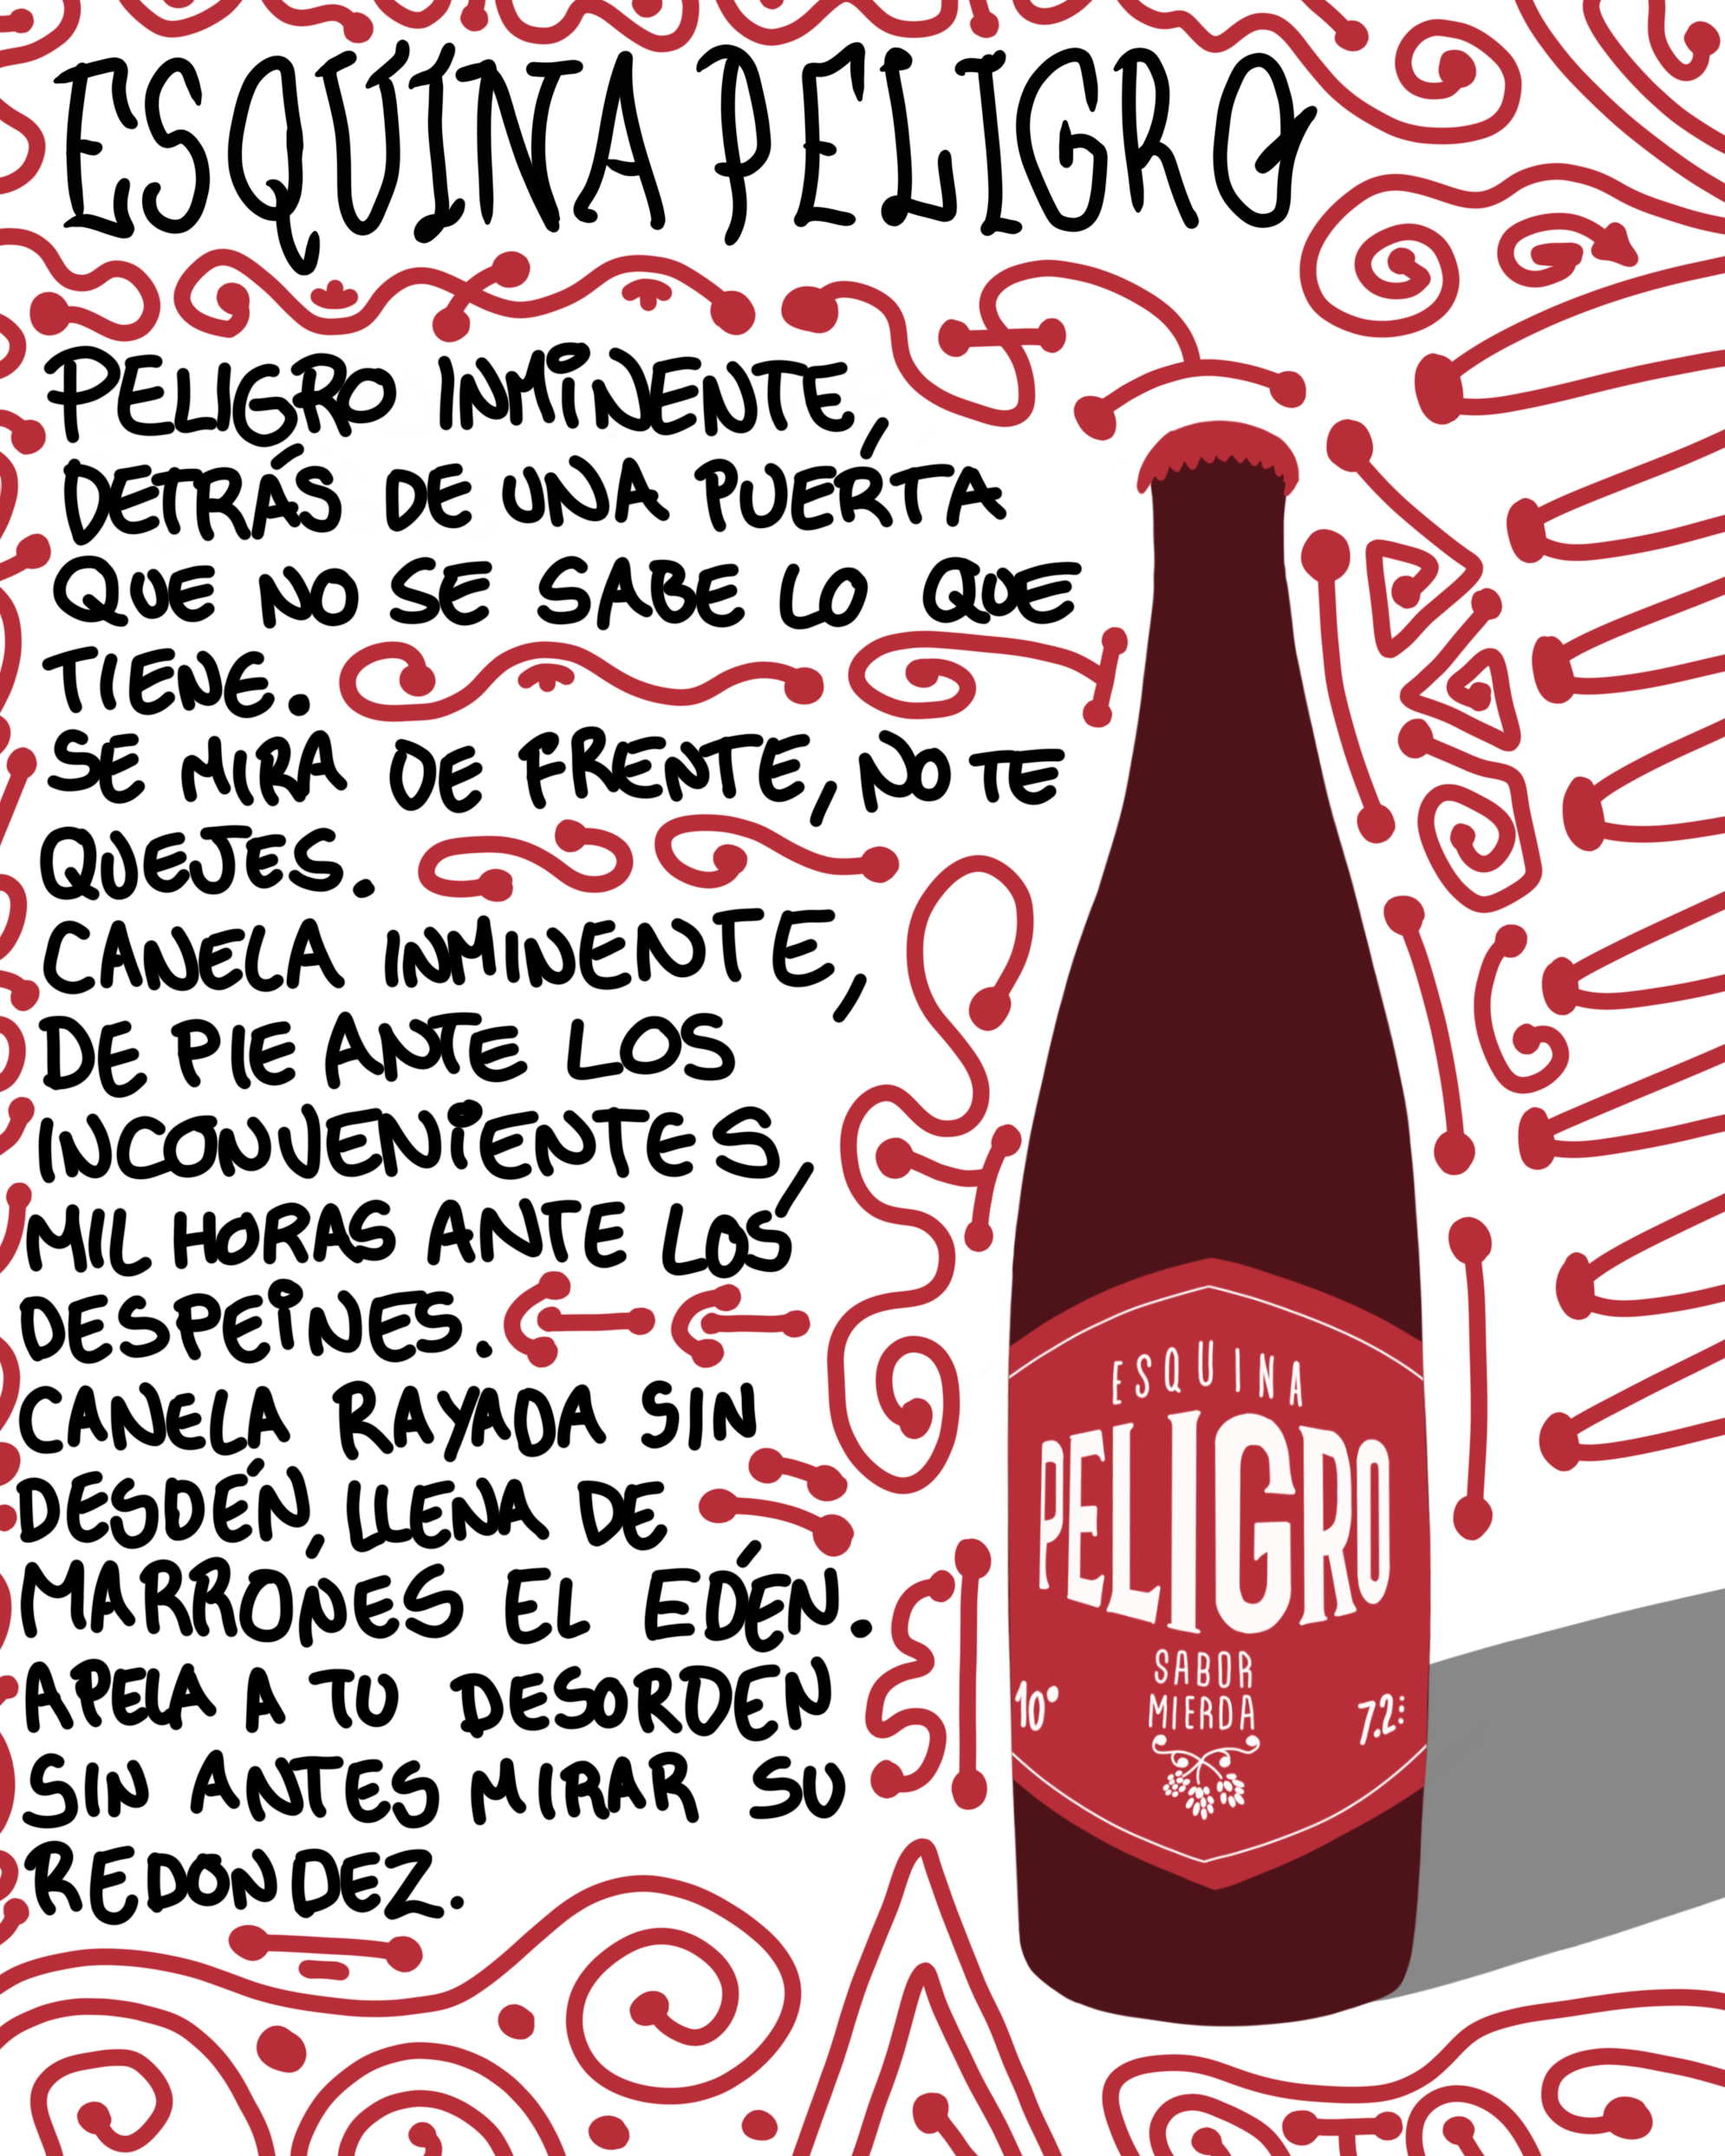 ESQUINA PELIGRO
PELIGRO INMINENTE,
DETRÁS DE UNA PUERTA
QUE NO SE SABE LO QUE
TIENE.
SE MIRA DE FRENTE, NO TE
QUEJES.
CANELA INMINENTE,
DE PIE ANTE LOS
INCONVENIENTES,
MIL HORAS ANTE LOS
DESPEINES.
CANELA RAYADA SIN
DESDÉN, LLENA DE
MARRONES EL EDÉN.
APELA A TU DESORDEN
SIN ANTES MIRAR SU
REDONDEZ.
ESQUINA
PELIGRO
SABOR
MIERDA
10°
7.2: